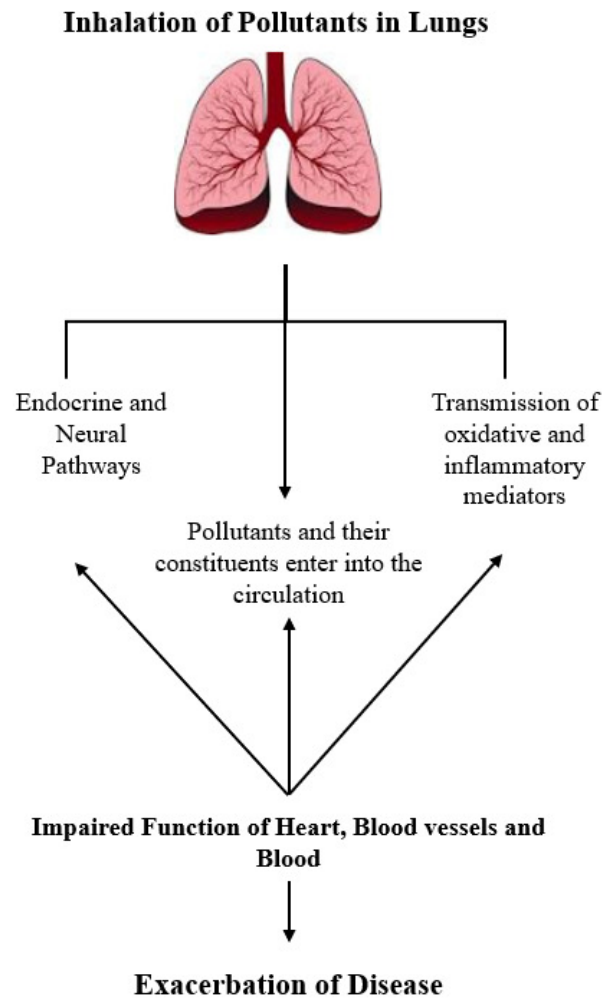 Inhalation of Pollutants in Lungs
Endocrine and
Neural
Pathways
Transmission of
oxidative and
inflammatory
mediators
Pollutants and their
constituents enter into the
circulation
Impaired Function of Heart, Blood vessels and
Blood
Exacerbation of Disease